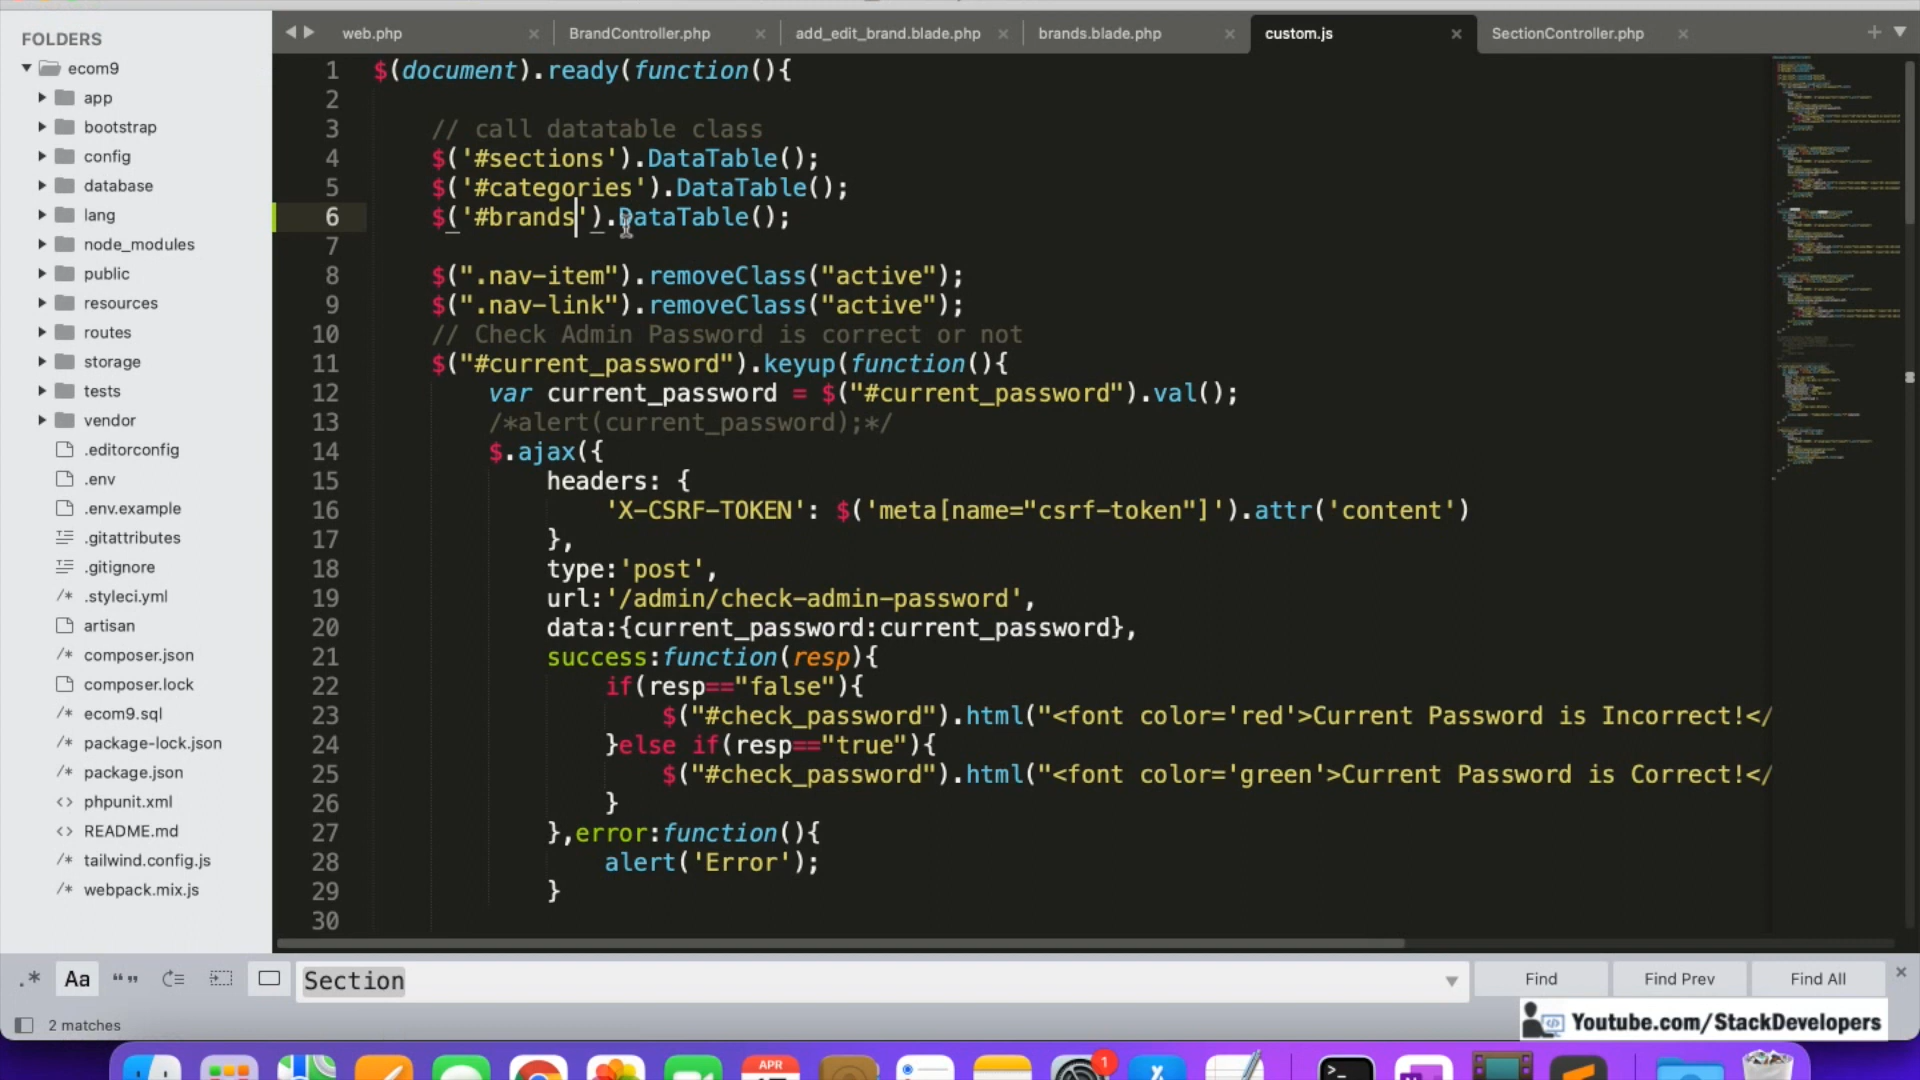 FOLDERS
ecom9
app
bootstrap
config
database
lang
node_modules
public
resources
routes
storage
tests
vendor
.editorconfig
.env
.env.example
.gitattributes
.gitignore
.styleci.yml
artisan
composer.json
composer.lock
ecom9.sql
package-lock.json
package.json
phpunit.xml
README.md
tailwind.config.js
webpack.mix.js
web.php
BrandController.php
add_edit_brand.blade.php
brands.blade.php
custom.js
SectionController.php
1 $(document).ready(function(){
2
3 // call datatable class
4 $('#sections').DataTable();
5 $('#categories').DataTable();
6 $('#brands').DataTable();
7
8 $(".nav-item").removeClass("active");
9 $(".nav-link").removeClass("active");
10 // Check Admin Password is correct or not
11 $("#current_password").keyup(function(){
12 var current_password = $("#current_password").val();
13 /*alert(current_password);*/
14 $.ajax({
15 headers: {
16 'X-CSRF-TOKEN': $('meta[name="csrf-token"]').attr('content')
17 },
18 type:'post',
19 url:'/admin/check-admin-password',
20 data:{current_password:current_password},
21 success:function(resp){
22 if(resp=="false"){
23 $("#check_password").html("<font color='red'>Current Password is Incorrect!</
24 }else if(resp=="true"){
25 $("#check_password").html("<font color='green'>Current Password is Correct!</
26 }
27 },error:function(){
28 alert('Error');
29 }
30
.* Aa “” Section Find Find Prev Find All
2 matches
Youtube.com/StackDevelopers
APR
1